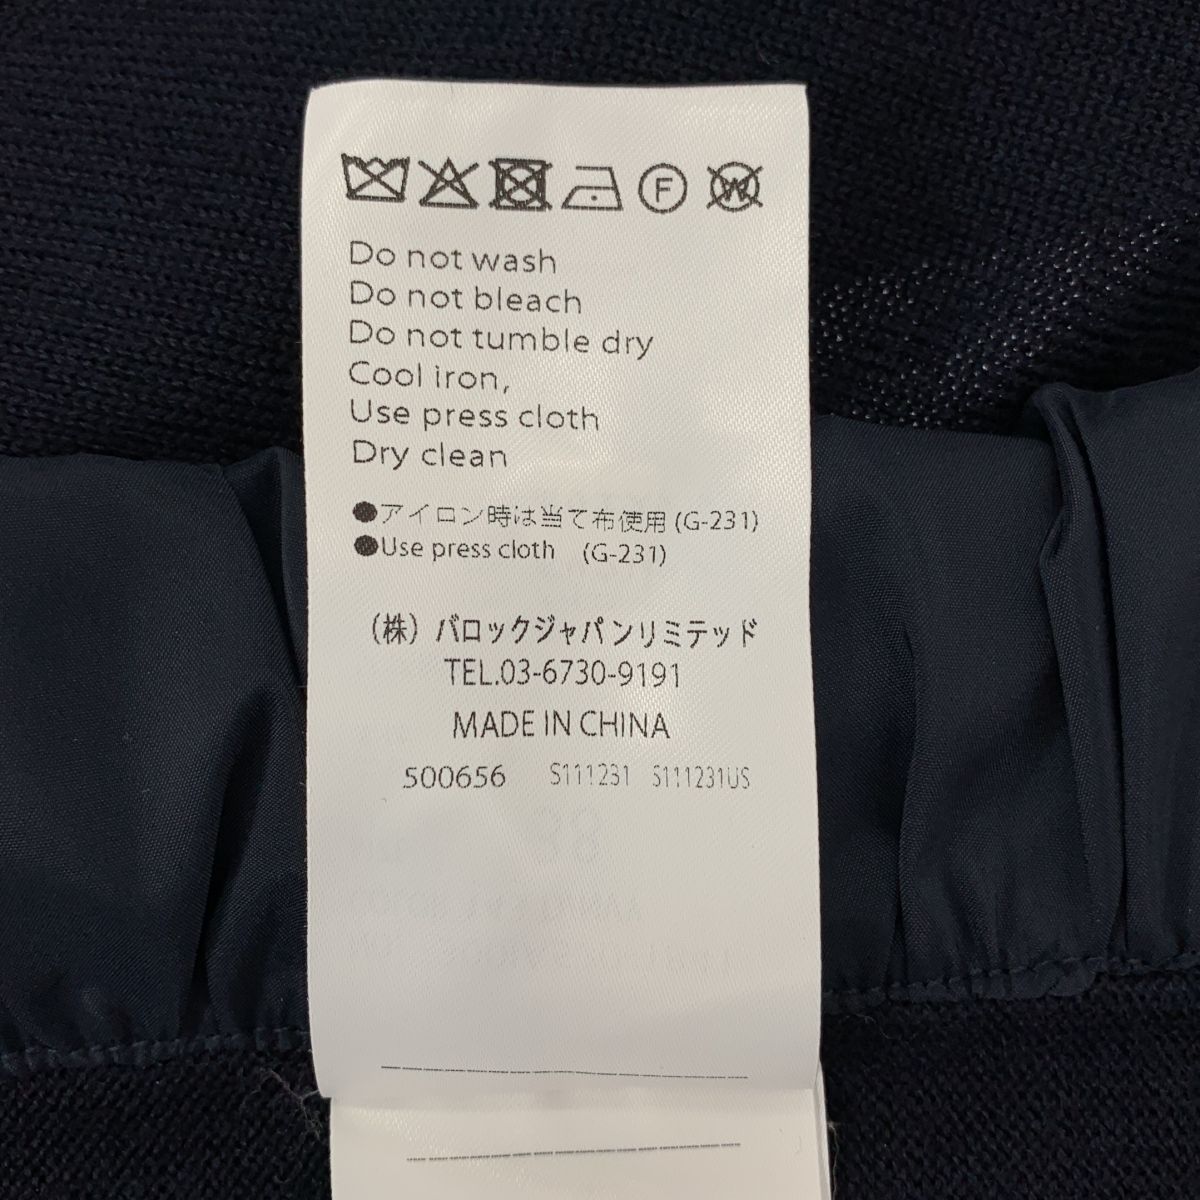 F W
Do not wash
Do not bleach
Do not tumble dry
Cool iron,
Use press cloth
Dry clean
●アイロン時は当て布使用 (G-231)
●Use press cloth (G-231)
（株）バロックジャパンリミテッド
TEL.03-6730-9191
MADE IN CHINA
500656 S111231 S111231US